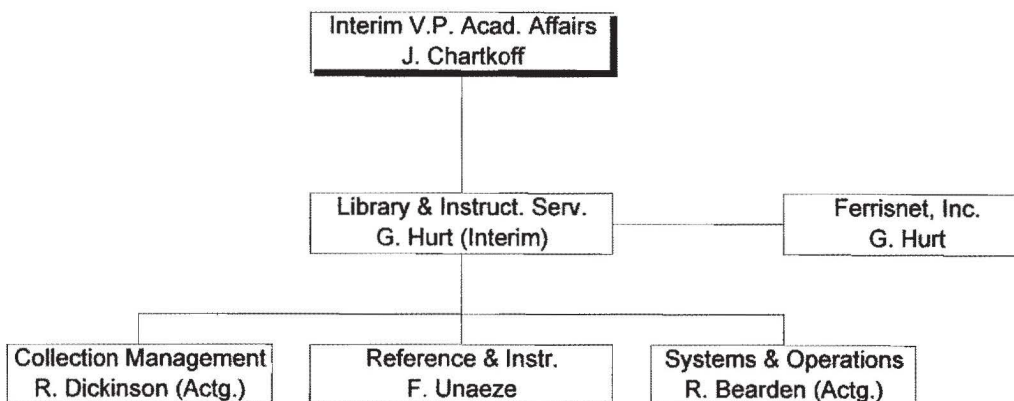 Interim V.P. Acad. Affairs
J. Chartkoff
Library & Instruct. Serv.
G. Hurt (Interim)
Ferrisnet, Inc.
G. Hurt
Collection Management
R. Dickinson (Actg.)
Reference & Instr.
F. Unaeze
Systems & Operations
R. Bearden (Actg.)